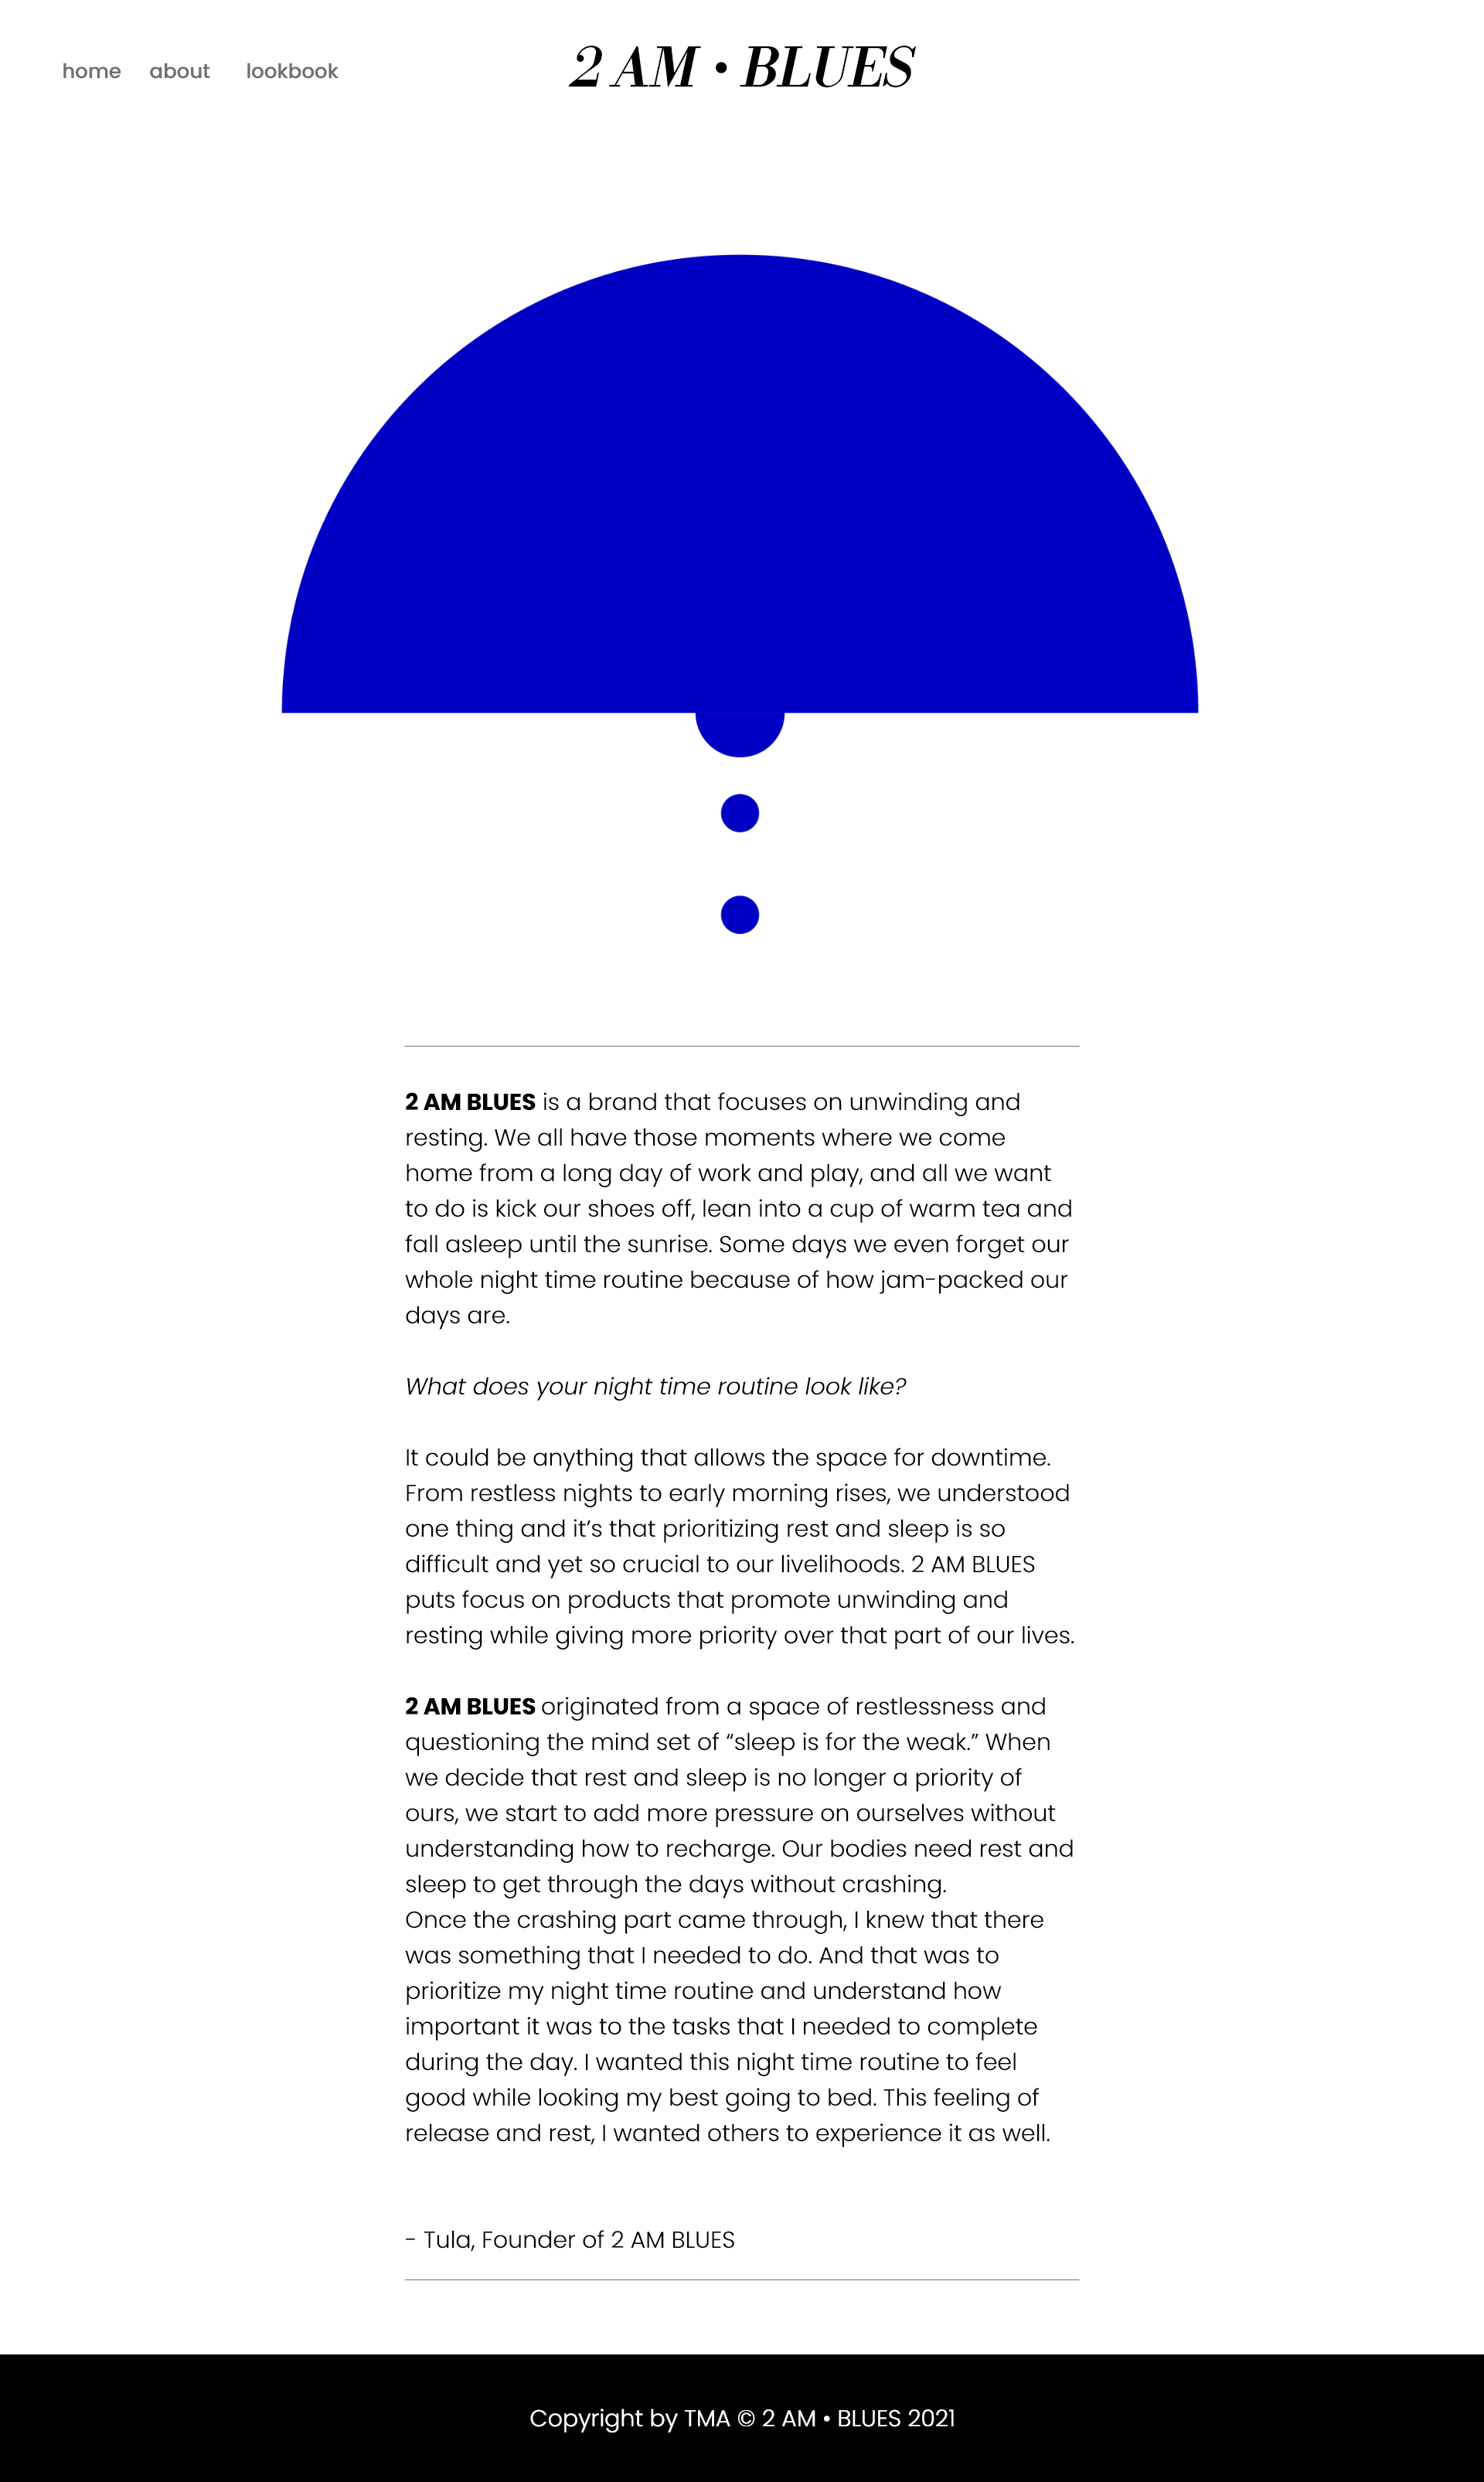 home about lookbook
2 AM • BLUES
2 AM BLUES is a brand that focuses on unwinding and
resting. We all have those moments where we come
home from a long day of work and play, and all we want
to do is kick our shoes off, lean into a cup of warm tea and
fall asleep until the sunrise. Some days we even forget our
whole night time routine because of how jam-packed our
days are.
What does your night time routine look like?
It could be anything that allows the space for downtime.
From restless nights to early morning rises, we understood
one thing and it’s that prioritizing rest and sleep is so
difficult and yet so crucial to our livelihoods. 2 AM BLUES
puts focus on products that promote unwinding and
resting while giving more priority over that part of our lives.
2 AM BLUES originated from a space of restlessness and
questioning the mind set of “sleep is for the weak.” When
we decide that rest and sleep is no longer a priority of
ours, we start to add more pressure on ourselves without
understanding how to recharge. Our bodies need rest and
sleep to get through the days without crashing.
Once the crashing part came through, I knew that there
was something that I needed to do. And that was to
prioritize my night time routine and understand how
important it was to the tasks that I needed to complete
during the day. I wanted this night time routine to feel
good while looking my best going to bed. This feeling of
release and rest, I wanted others to experience it as well.
- Tula, Founder of 2 AM BLUES
Copyright by TMA © 2 AM • BLUES 2021